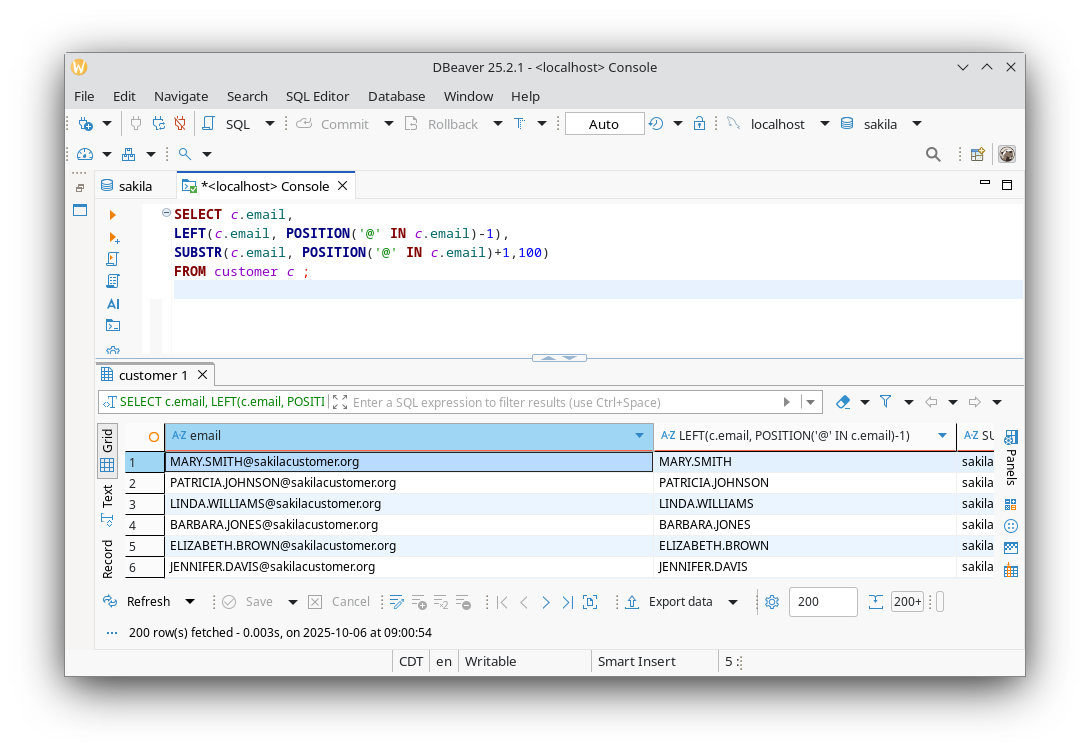 DBeaver 25.2.1 - <localhost> Console
File Edit Navigate Search SQL Editor Database Window Help
SQL Commit Rollback T Auto localhost sakila
sakila *<localhost> Console
SELECT c.email,
LEFT(c.email, POSITION('@' IN c.email)-1),
SUBSTR(c.email, POSITION('@' IN c.email)+1,100)
FROM customer c ;
AI
customer 1
SELECT c.email, LEFT(c.email, POSITI Enter a SQL expression to filter results (use Ctrl+Space)
Grid
Text
Record
A-Z email A-Z LEFT(c.email, POSITION('@' IN c.email)-1) A-Z SU
1 MARY.SMITH@sakilacustomer.org MARY.SMITH sakila
2 PATRICIA.JOHNSON@sakilacustomer.org PATRICIA.JOHNSON sakila
3 LINDA.WILLIAMS@sakilacustomer.org LINDA.WILLIAMS sakila
4 BARBARA.JONES@sakilacustomer.org BARBARA.JONES sakila
5 ELIZABETH.BROWN@sakilacustomer.org ELIZABETH.BROWN sakila
6 JENNIFER.DAVIS@sakilacustomer.org JENNIFER.DAVIS sakila
Panels
Refresh Save Cancel Export data 200 200+
200 row(s) fetched - 0.003s, on 2025-10-06 at 09:00:54
CDT en Writable Smart Insert 5 :